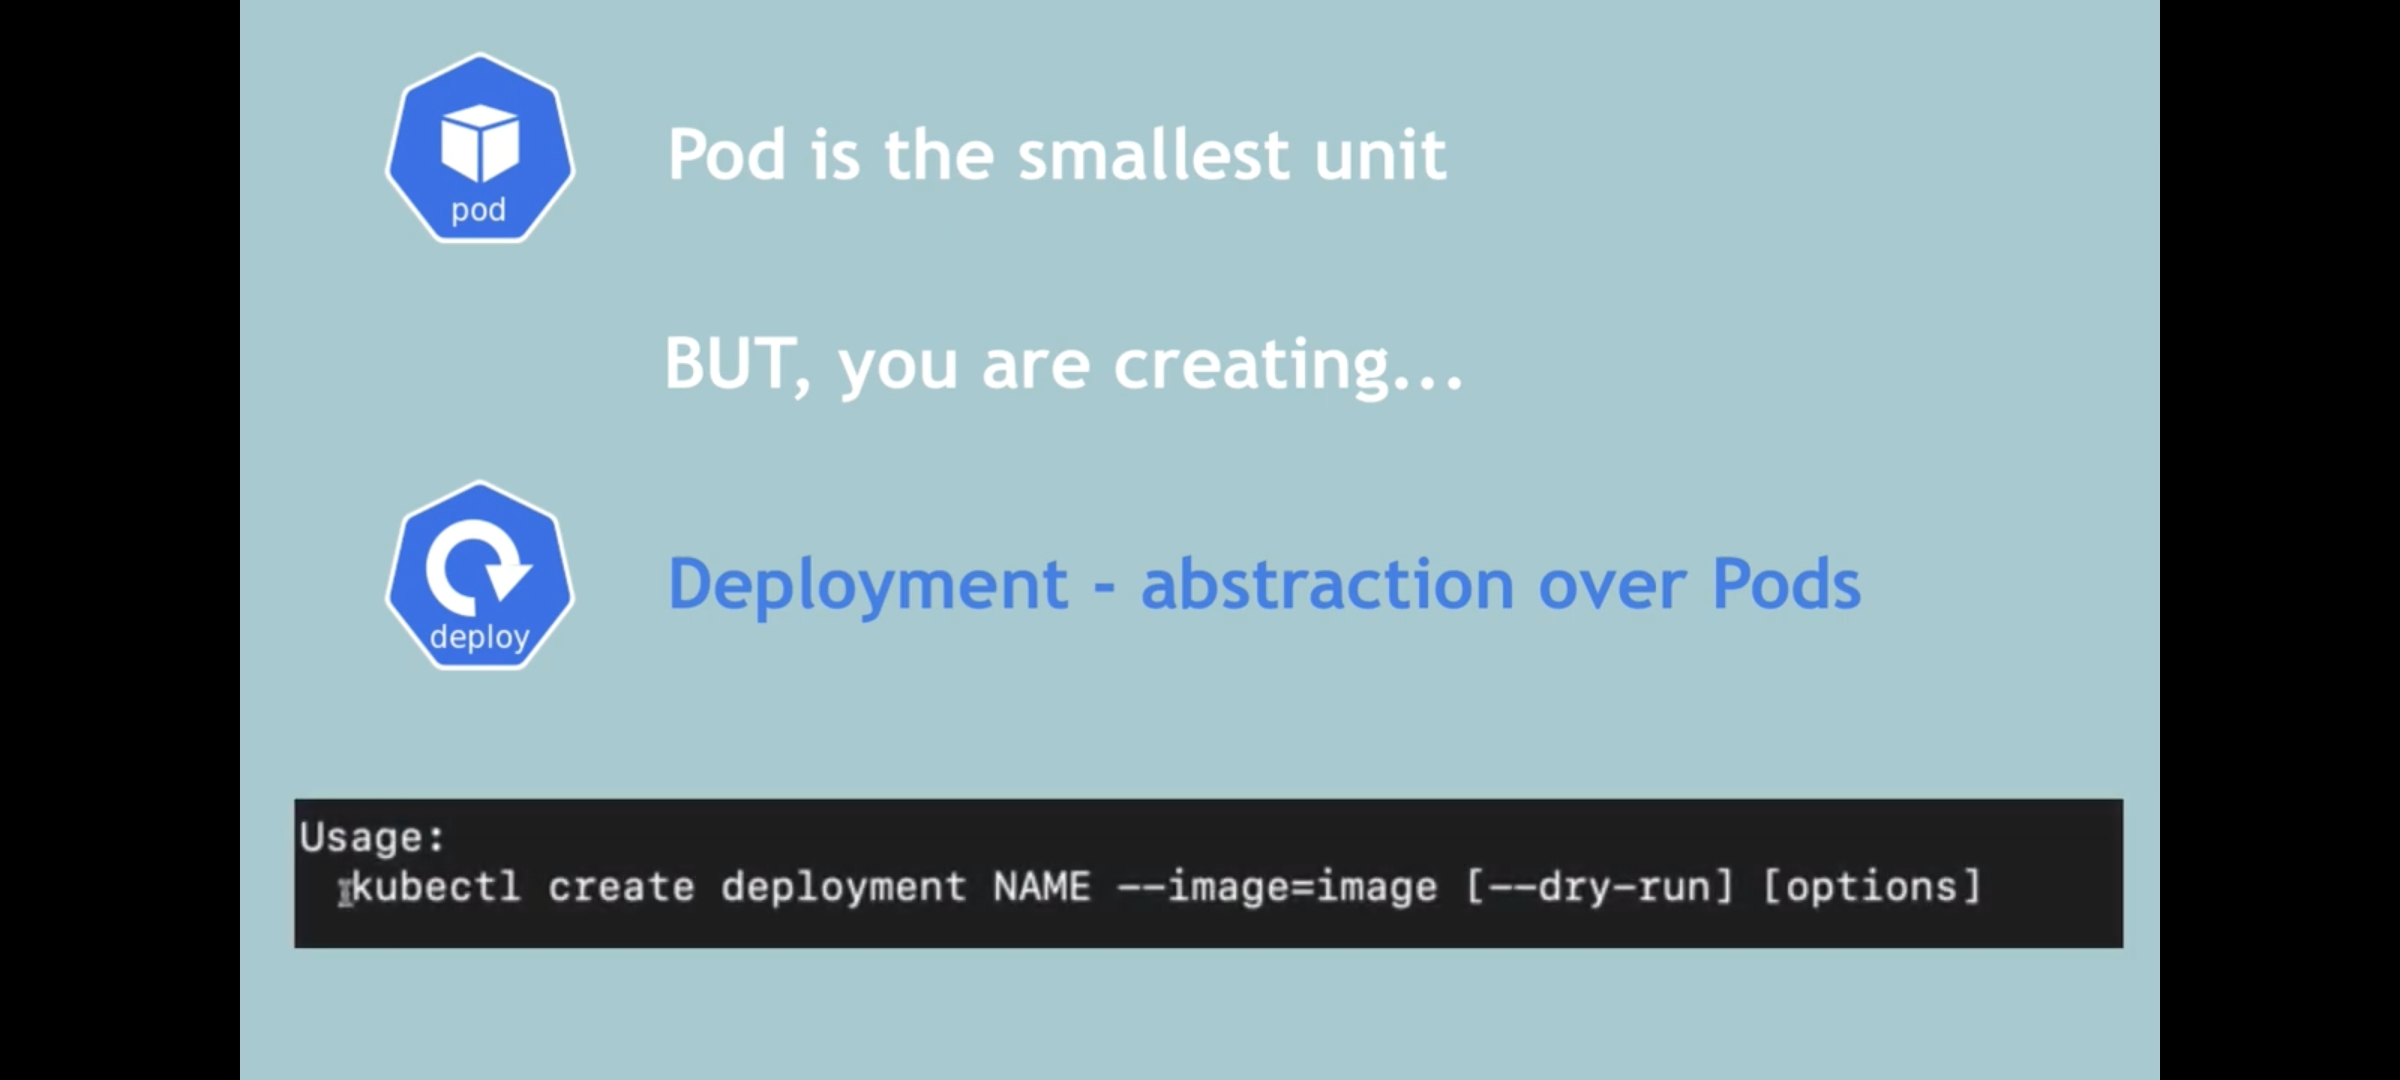 pod
Pod is the smallest unit
BUT, you are creating...
deploy
Deployment - abstraction over Pods
Usage:
kubectl create deployment NAME --image=image [--dry-run] [options]